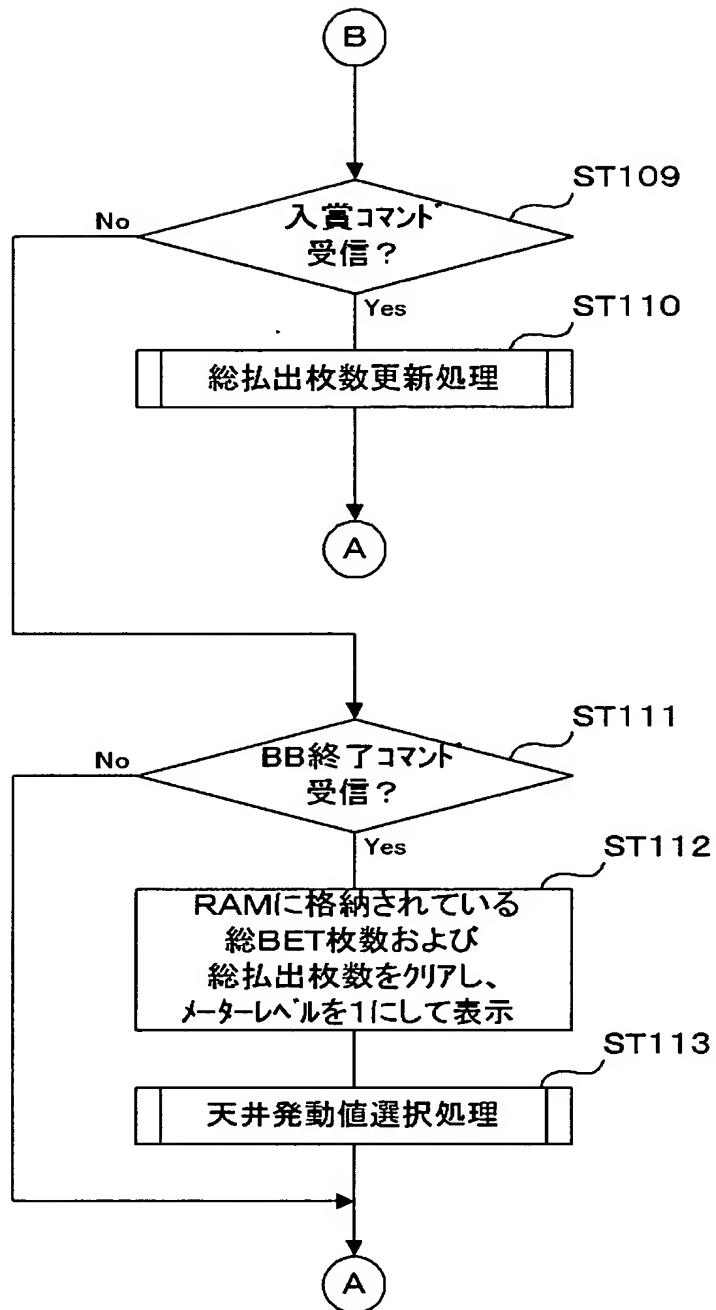 B
ST109
入賞コマンド
受信？
No
Yes
ST110
総払出枚数更新処理
A
ST111
BB終了コマンド
受信？
No
Yes
ST112
RAMに格納されている
総BET枚数および
総払出枚数をクリアし、
メーターレベルを1にして表示
ST113
天井発動値選択処理
A